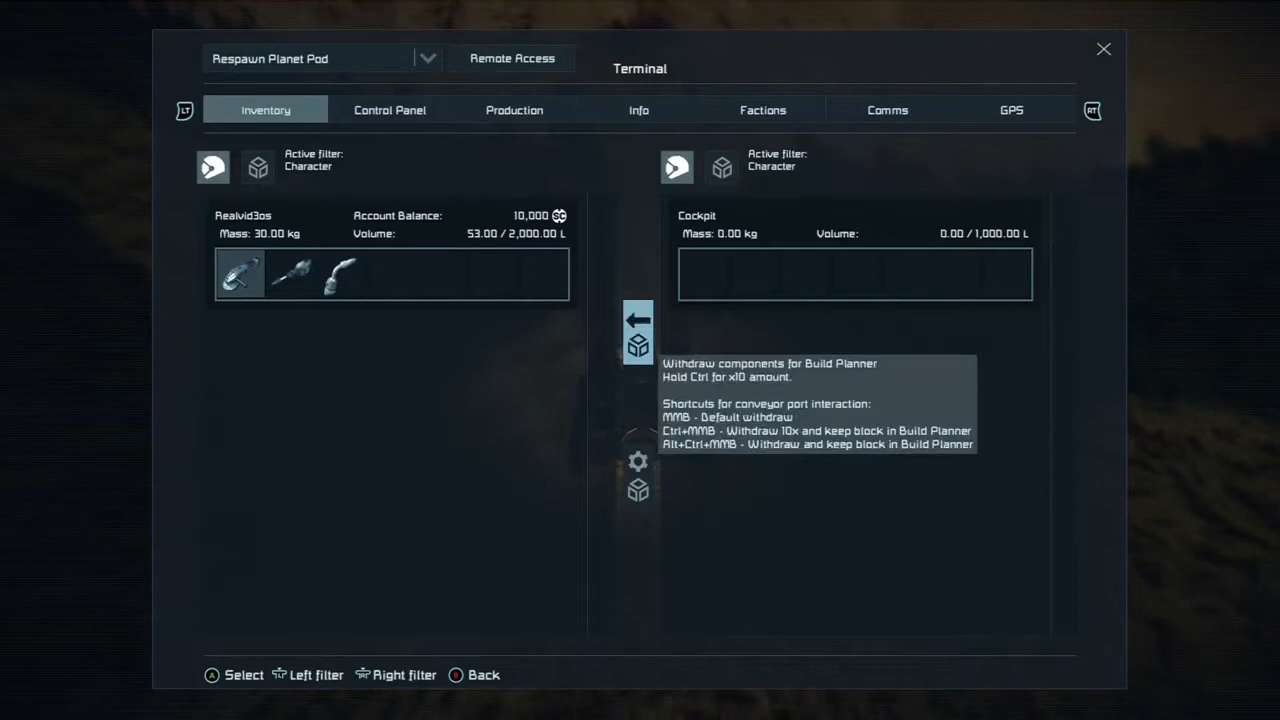 Respawn Planet Pod
Remote Access
Terminal
LT
Inventory
Control Panel
Production
Info
Factions
Comms
GPS
RT
Active filter:
Character
Active filter:
Character
Realvid3os
Account Balance:
10,000 SC
Mass: 30.00 kg
Volume:
53.00 / 2,000.00 L
Cockpit
Mass: 0.00 kg
Volume:
0.00 / 1,000.00 L
Withdraw components for Build Planner
Hold Ctrl for x10 amount.
Shortcuts for conveyor port interaction:
MMB - Default withdraw
Ctrl+MMB - Withdraw 10x and keep block in Build Planner
Alt+Ctrl+MMB - Withdraw and keep block in Build Planner
A Select
Left filter
Right filter
B Back